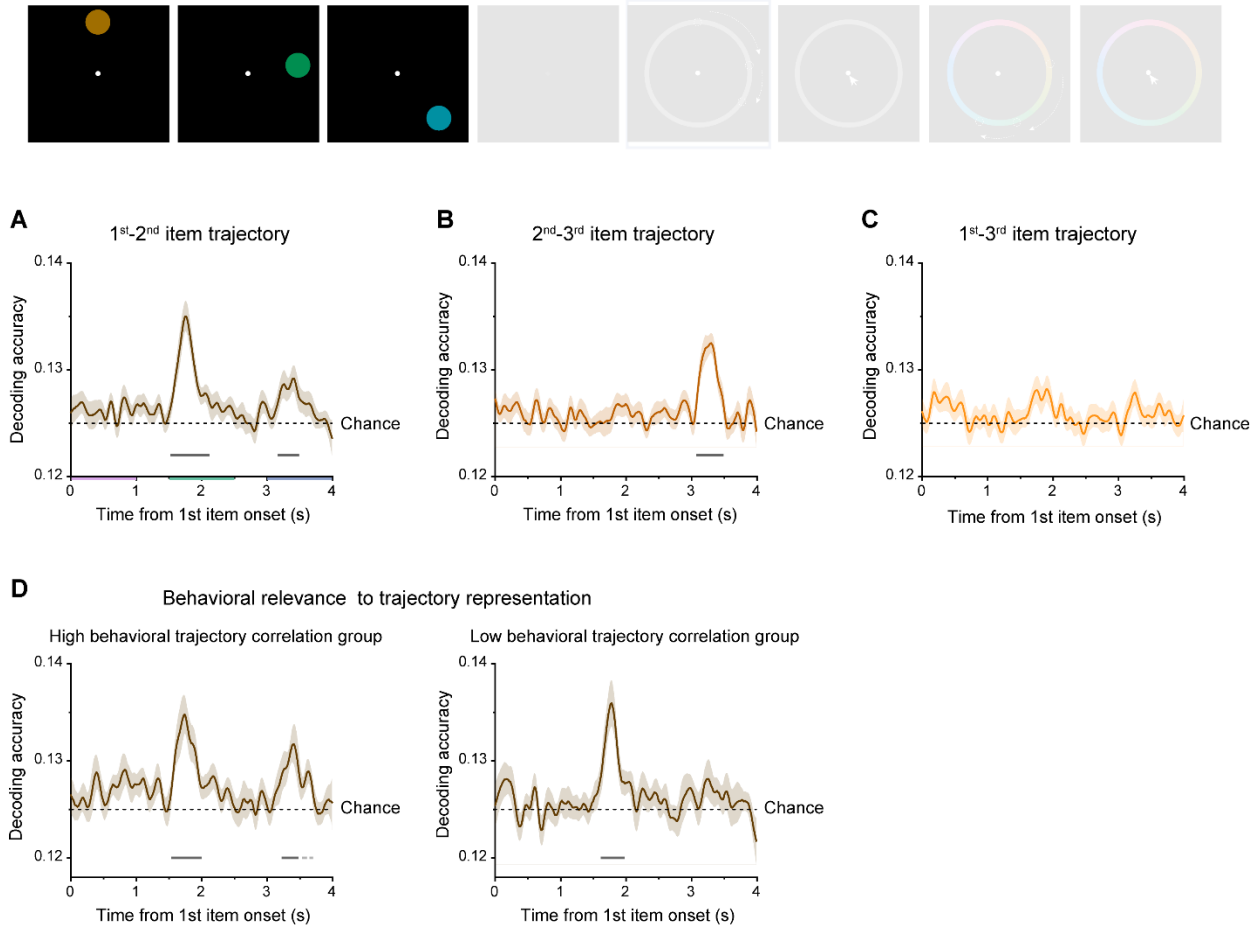 A
1st-2nd item trajectory
0.14
0.13
0.12
Decoding accuracy
Chance
0 1 2 3 4
Time from 1st item onset (s)
B
2nd-3rd item trajectory
0.14
0.13
0.12
Decoding accuracy
0 1 2 3 4
Time from 1st item onset (s)
C
1st-3rd item trajectory
0.14
0.13
0.12
Decoding accuracy
Chance
0 1 2 3 4
Time from 1st item onset (s)
D
Behavioral relevance to trajectory representation
High behavioral trajectory correlation group
0.14
0.13
0.12
Decoding accuracy
Chance
0 1 2 3 4
Time from 1st item onset (s)
Low behavioral trajectory correlation group
0.14
0.13
0.12
Decoding accuracy
Chance
0 1 2 3 4
Time from 1st item onset (s)